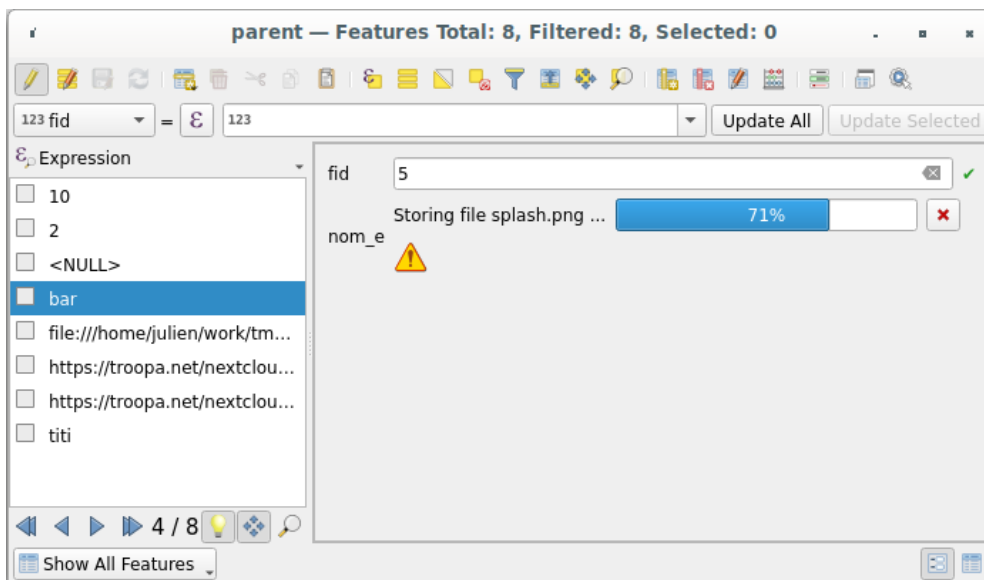 parent — Features Total: 8, Filtered: 8, Selected: 0
123 fid = ε 123 Update All Update Selected
Expression
10
2
<NULL>
bar
file:///home/julien/work/tm...
https://troopa.net/nextclou...
https://troopa.net/nextclou...
titi
4 / 8
Show All Features
fid 5
Storing file splash.png ... 71%
nom_e